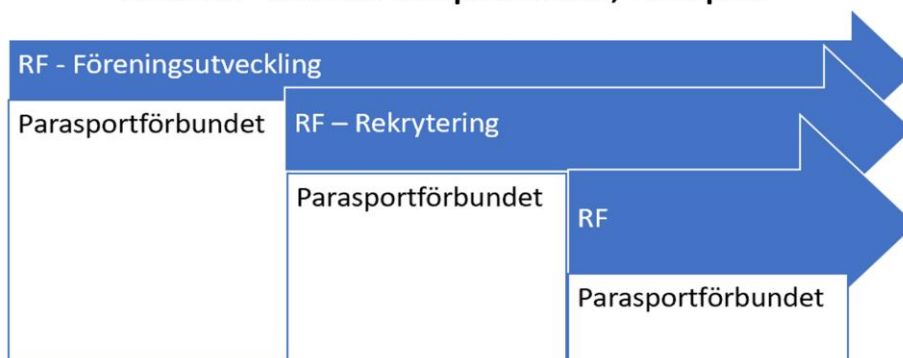 RF - Föreningsutveckling
Parasportförbundet
RF – Rekrytering
Parasportförbundet
RF
Parasportförbundet